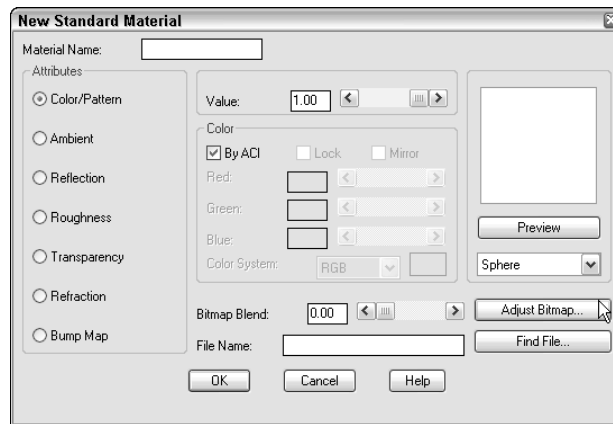 New Standard Material
Material Name:
Attributes
Color/Pattern
Ambient
Reflection
Roughness
Transparency
Refraction
Bump Map
Value: 1.00
Color
By ACI Lock Mirror
Red:
Green:
Blue:
Color System: RGB
Bitmap Blend: 0.00
File Name:
Preview
Sphere
Adjust Bitmap...
Find File...
OK Cancel Help